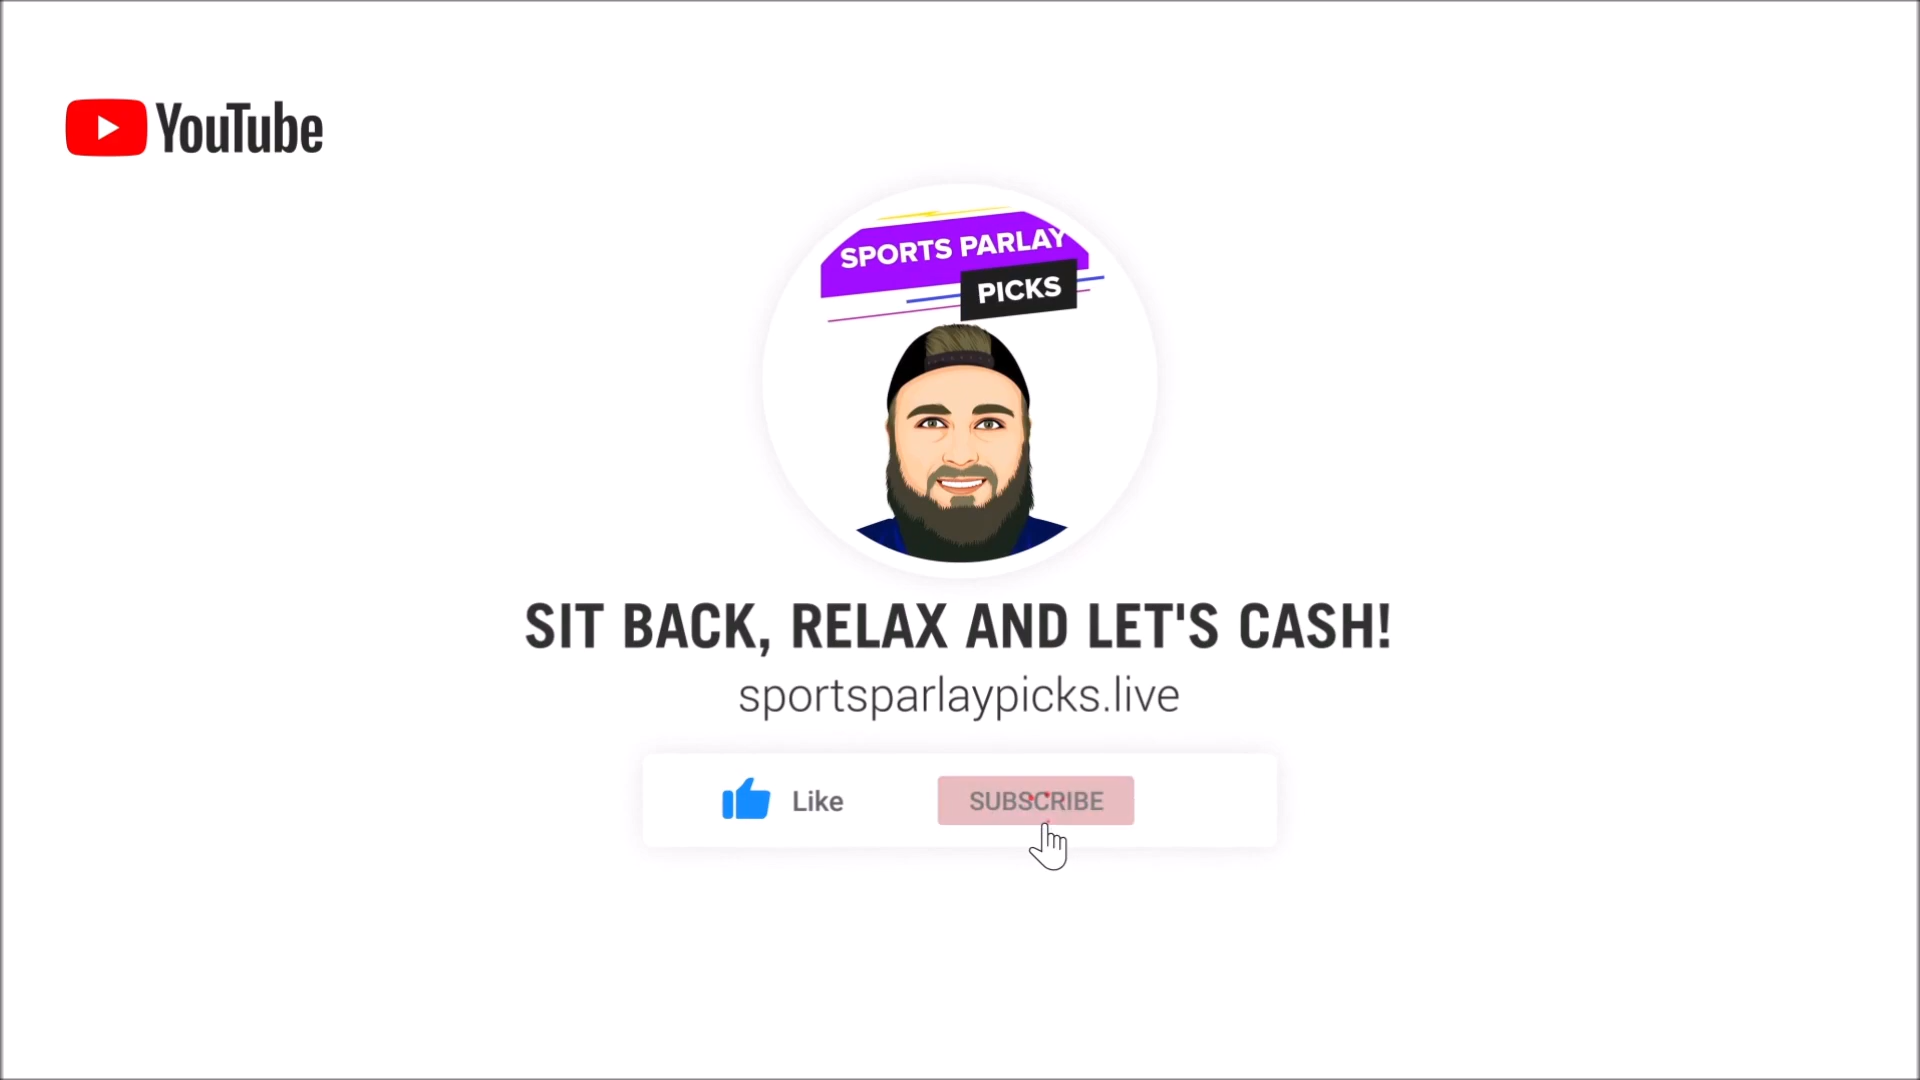 YouTube
SPORTS PARLAY
PICKS
SIT BACK, RELAX AND LET'S CASH!
sportsparlaypicks.live
Like
SUBSCRIBE